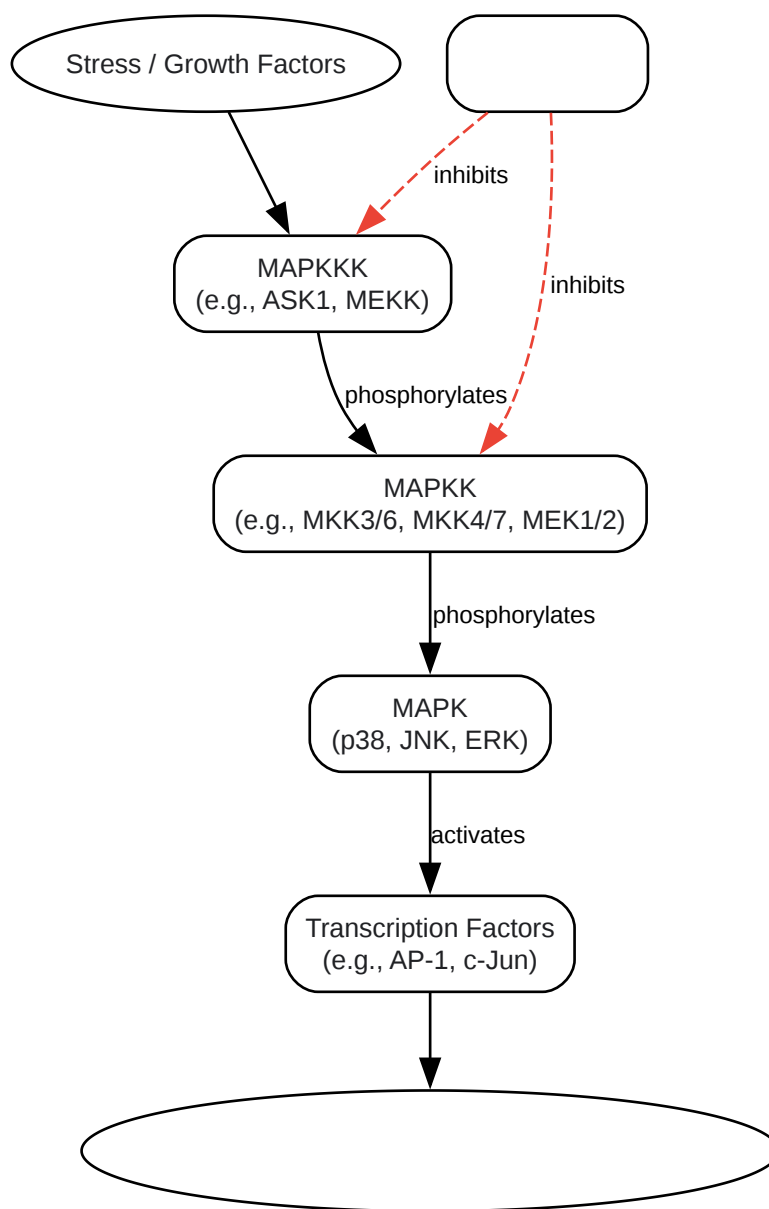 Stress / Growth Factors
inhibits
MAPKKK
(e.g., ASK1, MEKK)
inhibits
phosphorylates
MAPKK
(e.g., MKK3/6, MKK4/7, MEK1/2)
phosphorylates
MAPK
(p38, JNK, ERK)
activates
Transcription Factors
(e.g., AP-1, c-Jun)